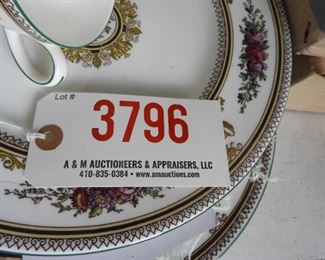 Lot #
3796
A & M AUCTIONEERS & APPRAISERS, LLC
410-835-0384 • www.amauctions.com